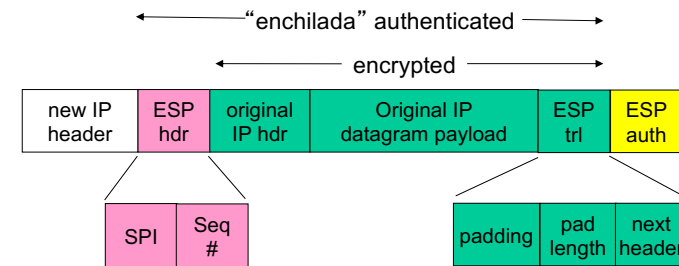 “enchilada” authenticated
encrypted
new IP
header
ESP
hdr
original
IP hdr
Original IP
datagram payload
ESP
trl
ESP
auth
SPI
Seq
#
padding
pad
length
next
header